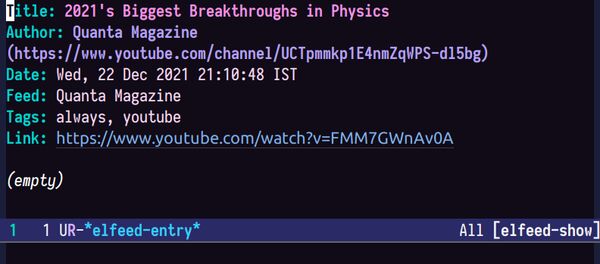 Title: 2021's Biggest Breakthroughs in Physics
Author: Quanta Magazine
(https://www.youtube.com/channel/UCTpmmkp1E4nmZqWPS-dl5bg)
Date: Wed, 22 Dec 2021 21:10:48 IST
Feed: Quanta Magazine
Tags: always, youtube
Link: https://www.youtube.com/watch?v=FMM7GWnAv0A
(empty)
1 1 UR-*elfeed-entry* All [elfeed-show]